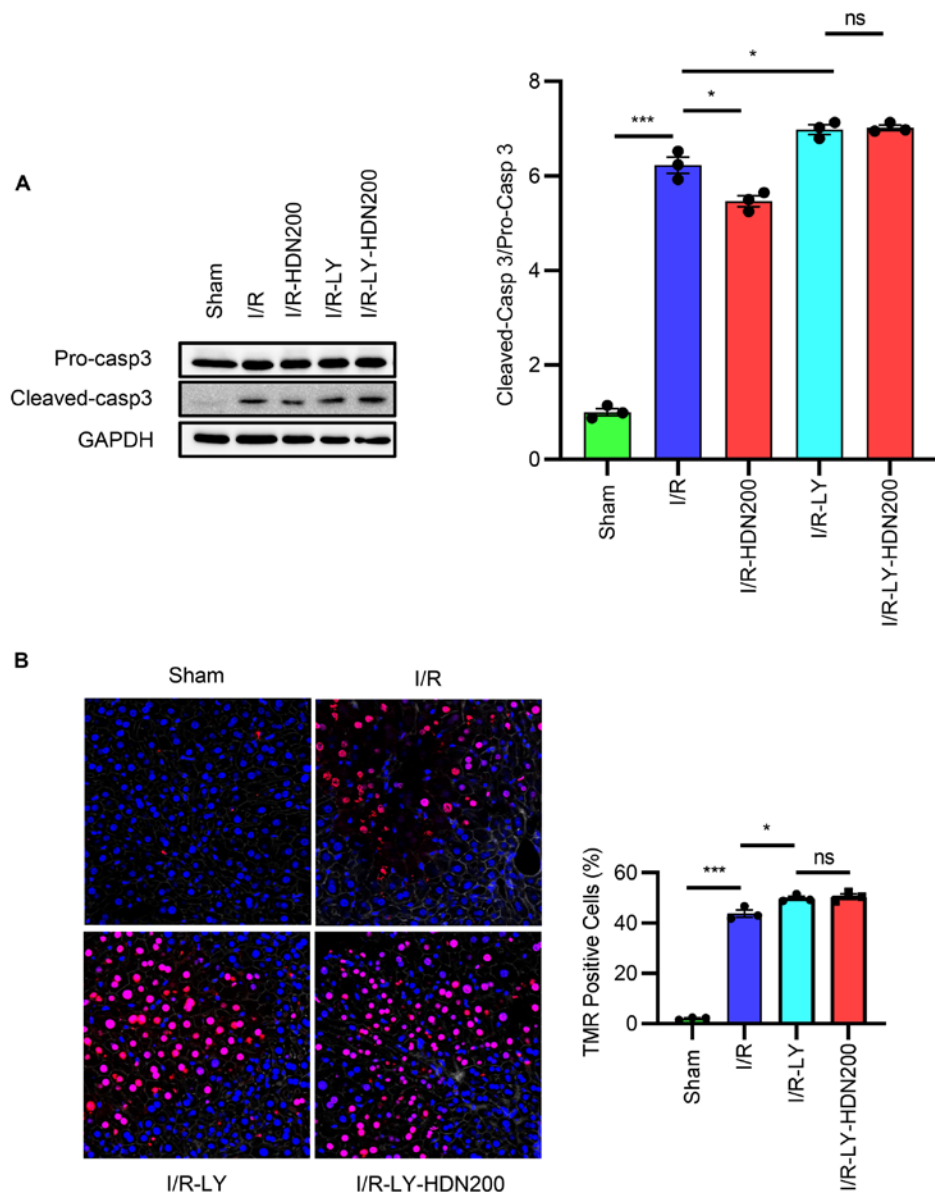 A
Sham
I/R
I/R-HDN200
I/R-LY
I/R-LY-HDN200
Pro-casp3
Cleaved-casp3
GAPDH
ns
*
*
***
8
6
4
2
0
Cleaved-Casp 3/Pro-Casp 3
Sham
I/R
I/R-HDN200
I/R-LY
I/R-LY-HDN200
B
Sham
I/R
I/R-LY
I/R-LY-HDN200
*
***
ns
60
40
20
0
TMR Positive Cells (%)
Sham
I/R
I/R-LY
I/R-LY-HDN200